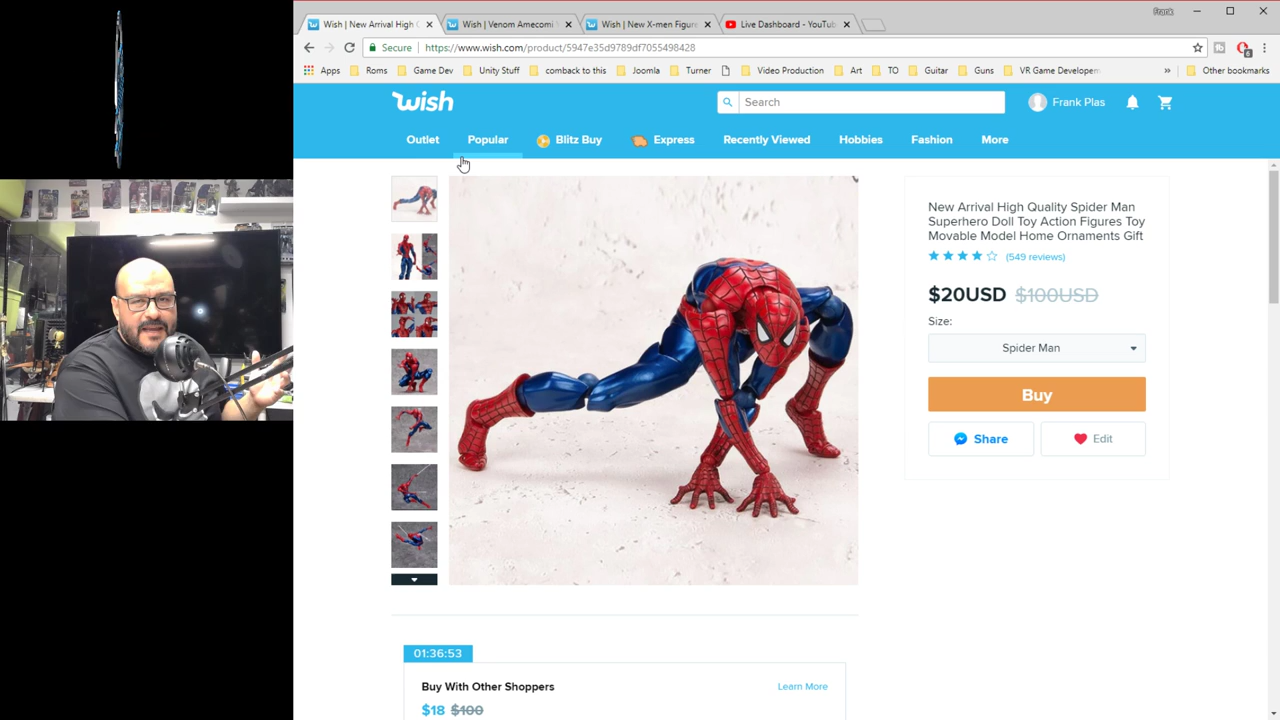 Frank
Wish | New Arrival High Q
Wish | Venom Amecomi Y
Wish | New X-men Figure
Live Dashboard - YouTub
Secure
https://www.wish.com/product/5947e35d9789df7055498428
6
Apps
Roms
Game Dev
Unity Stuff
comback to this
Joomla
Turner
Video Production
Art
TO
Guitar
Guns
VR Game Developem
»
Other bookmarks
wish
Search
Frank Plas
Outlet
Popular
Blitz Buy
Express
Recently Viewed
Hobbies
Fashion
More
New Arrival High Quality Spider Man
Superhero Doll Toy Action Figures Toy
Movable Model Home Ornaments Gift
(549 reviews)
$20USD $100USD
Size:
Spider Man
Buy
Share
Edit
01:36:53
Buy With Other Shoppers
Learn More
$18 $100